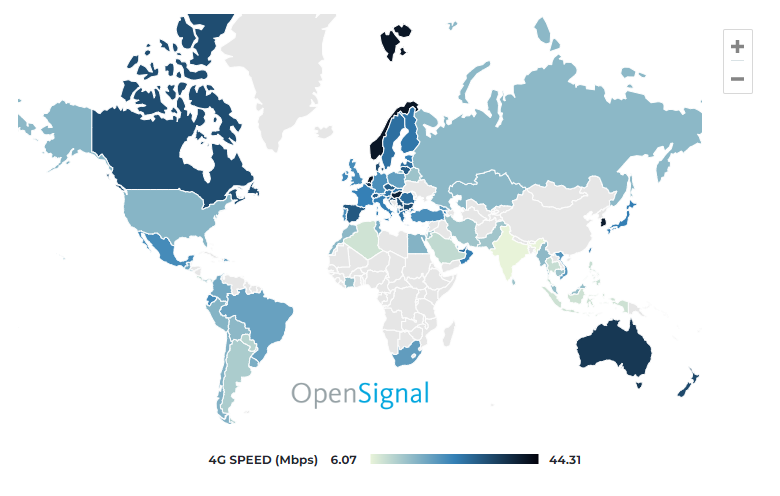 OpenSignal
4G SPEED (Mbps) 6.07 44.31